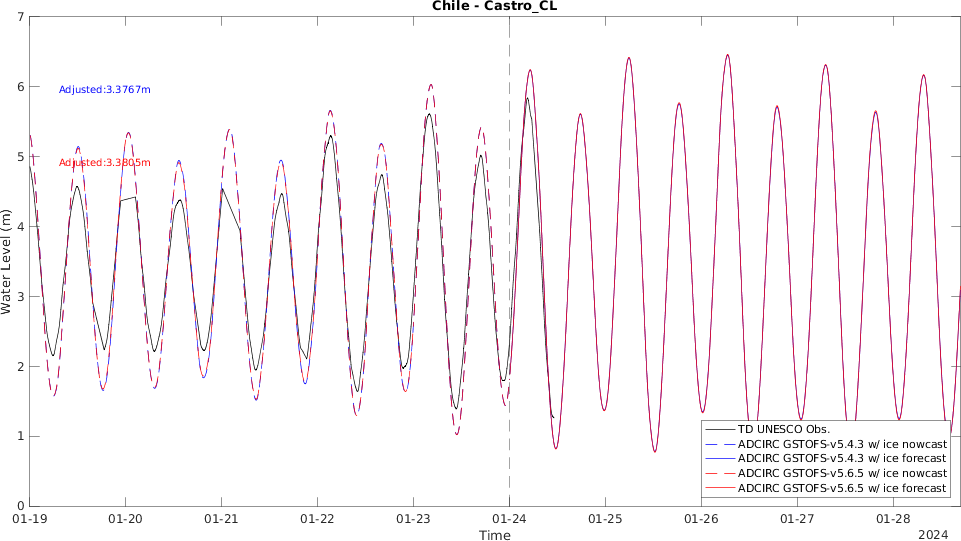 Chile - Castro_CL
7
6
5
4
3
2
1
0
Water Level (m)
Adjusted:3.3767m
Adjusted:3.3805m
TD UNESCO Obs.
ADCIRC GSTOFS-v5.4.3 w/ ice nowcast
ADCIRC GSTOFS-v5.4.3 w/ ice forecast
ADCIRC GSTOFS-v5.6.5 w/ ice nowcast
ADCIRC GSTOFS-v5.6.5 w/ ice forecast
01-19 01-20 01-21 01-22 01-23 01-24 01-25 01-26 01-27 01-28
Time
2024